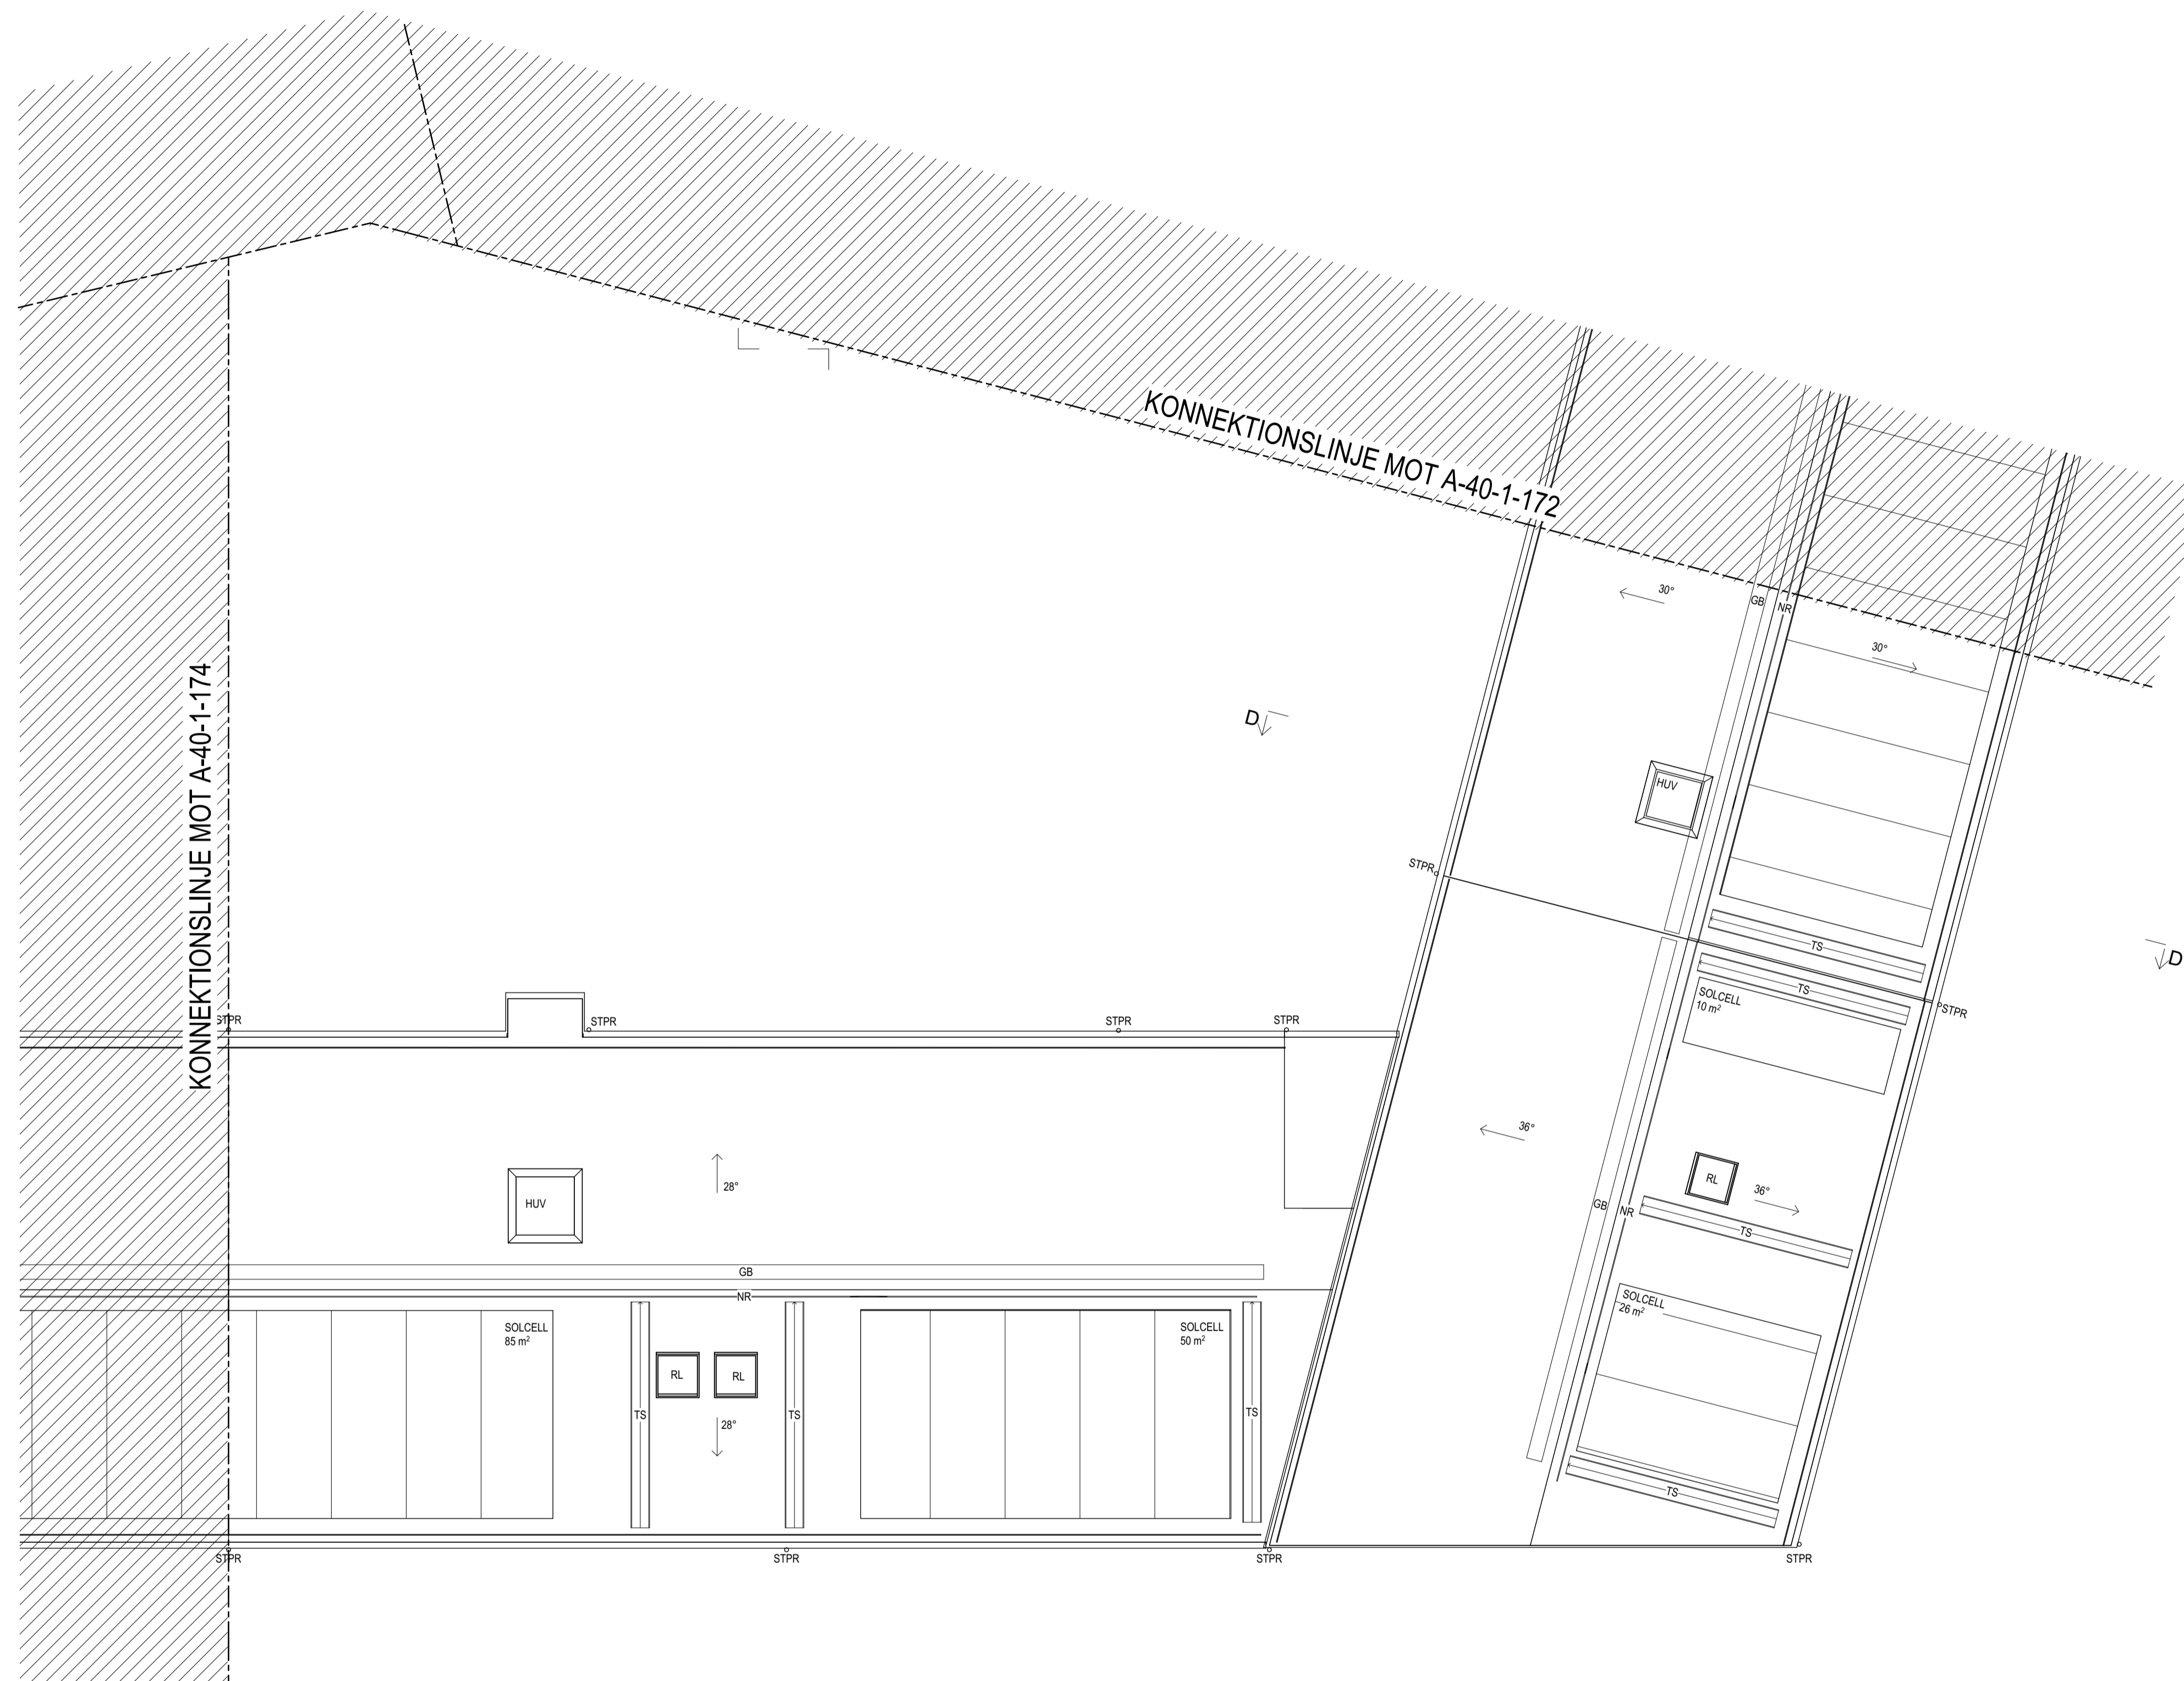 KONNEKTIONSLINJE MOT A-40-1-172
30°
GB
NR
30°
KONNEKTIONSLINJE MOT A-40-1-174
D
HUV
STPR
TS
D
TS
SOLCELL
10 m²
STPR
STPR
STPR
STPR
STPR
36°
RL
36°
28°
HUV
GB
NR
TS
GB
NR
SOLCELL
26 m²
SOLCELL
85 m²
SOLCELL
50 m²
RL
RL
TS
TS
TS
28°
TS
STPR
STPR
STPR
STPR